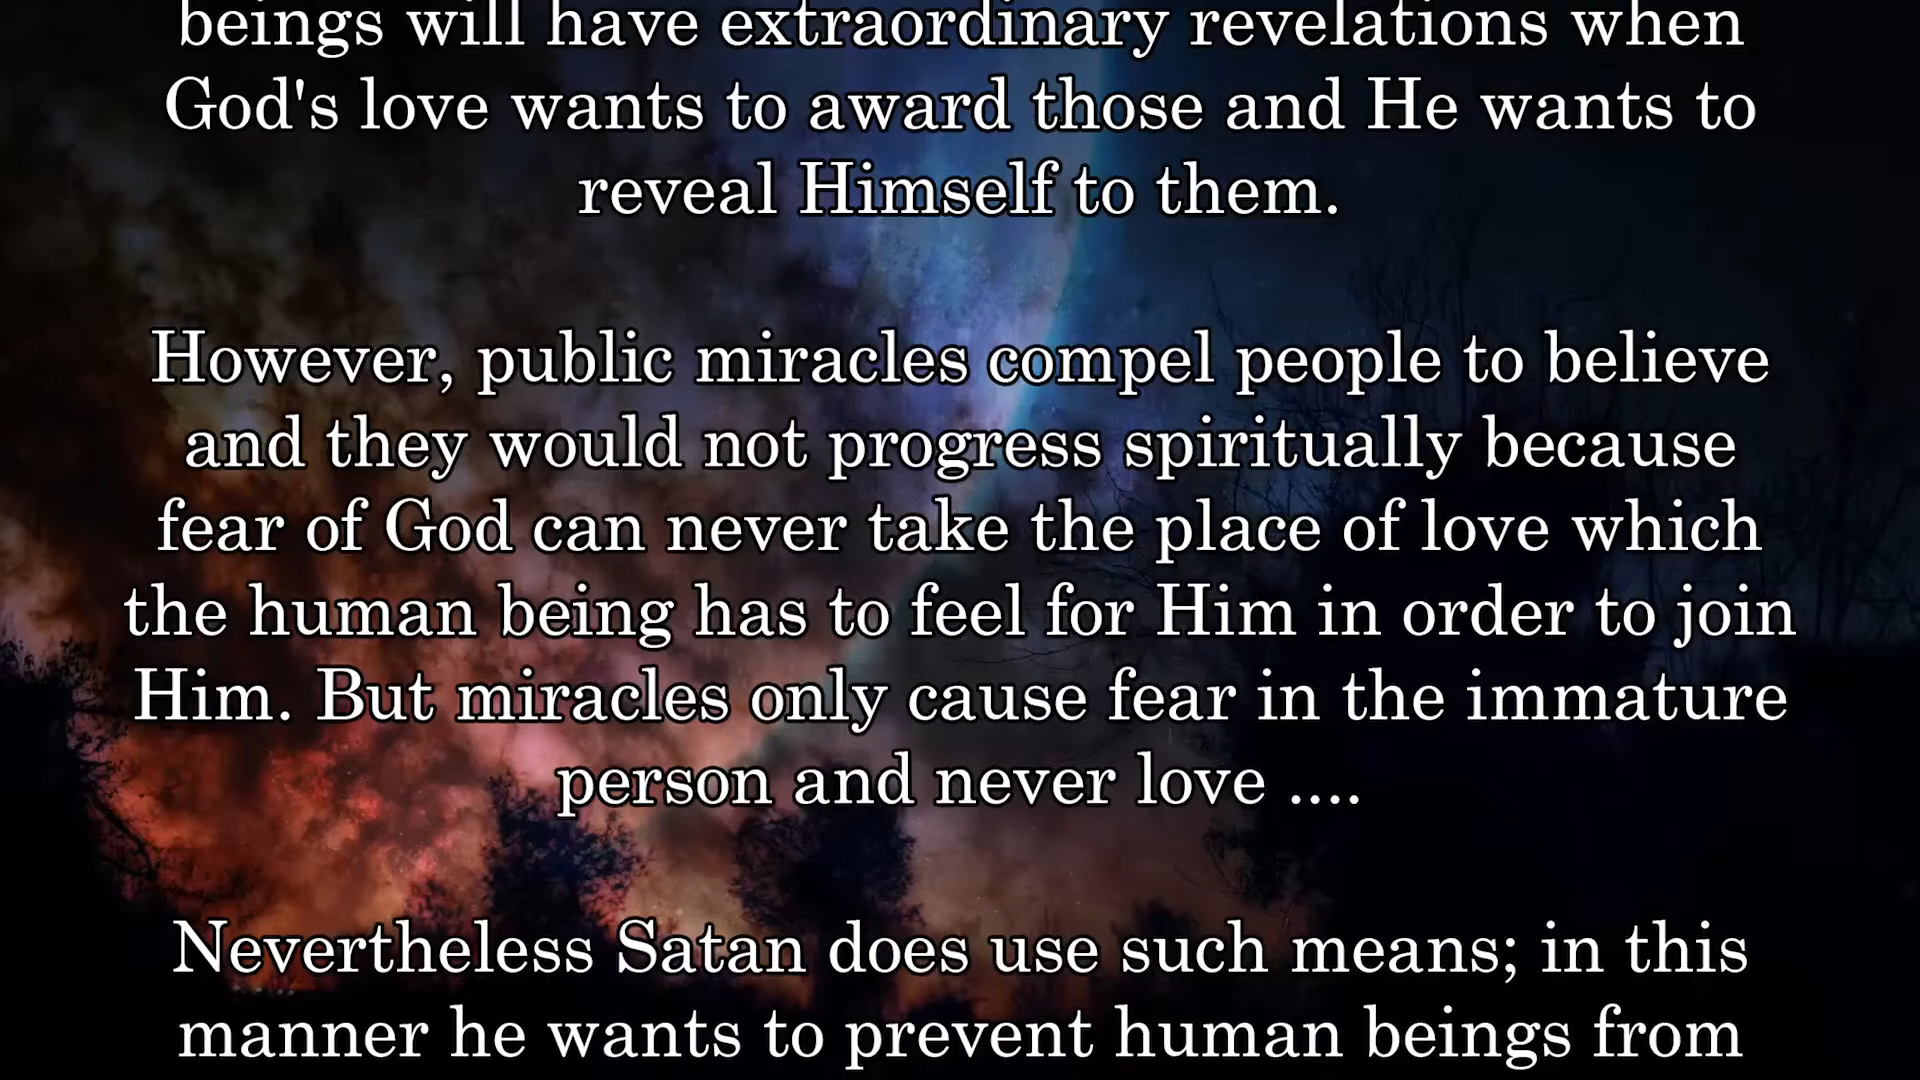 beings will have extraordinary revelations when
God's love wants to award those and He wants to
reveal Himself to them.
However, public miracles compel people to believe
and they would not progress spiritually because
fear of God can never take the place of love which
the human being has to feel for Him in order to join
Him. But miracles only cause fear in the immature
person and never love ....
Nevertheless Satan does use such means; in this
manner he wants to prevent human beings from